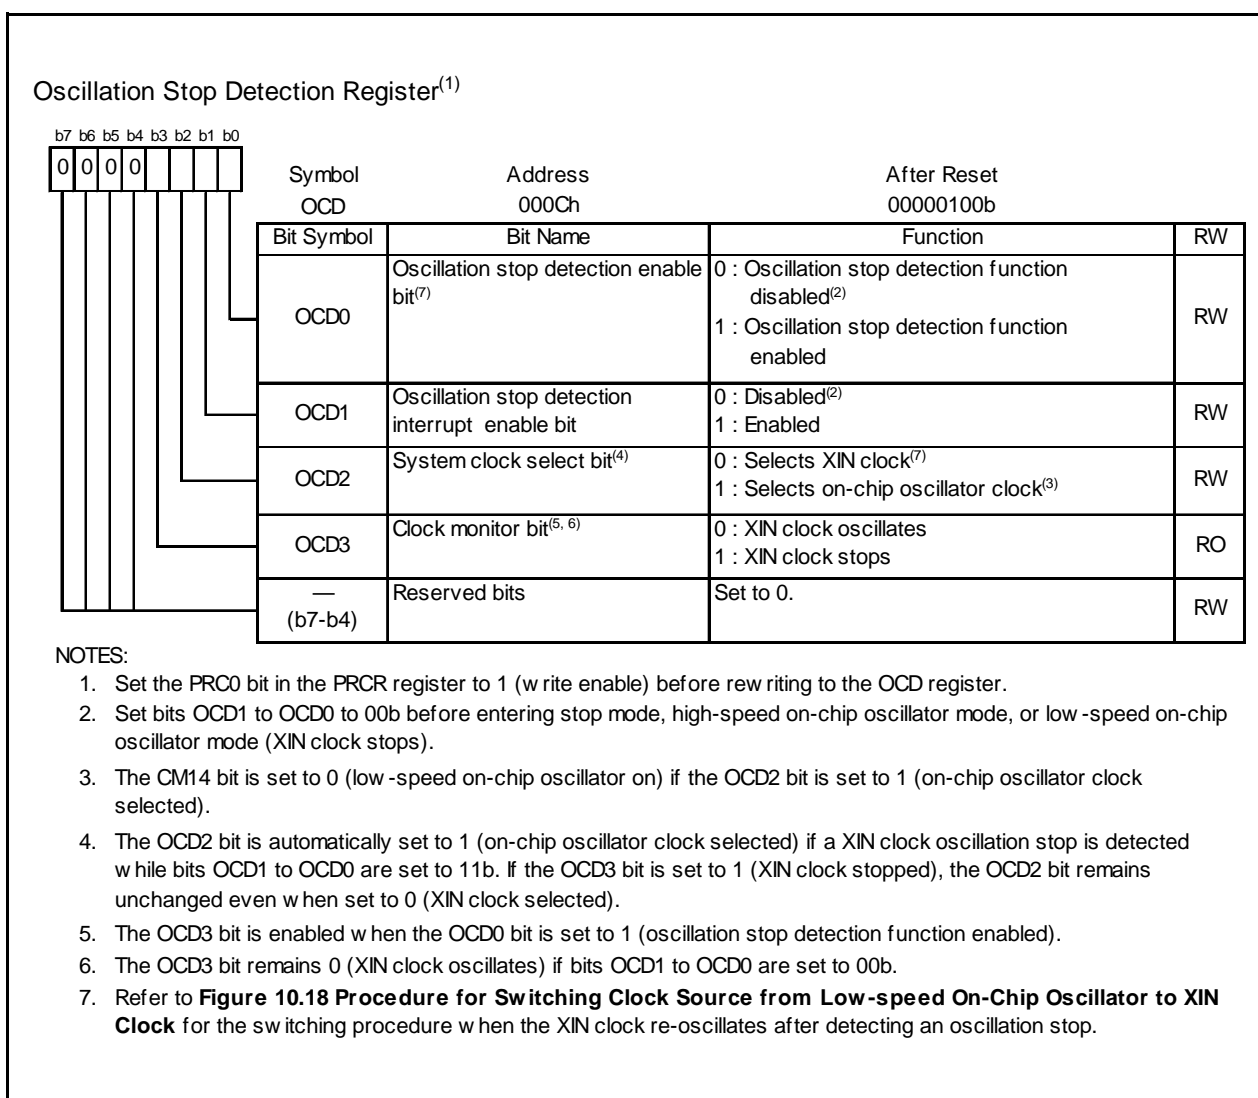 Oscillation Stop Detection Register(1)
b7 b6 b5 b4 b3 b2 b1 b0
0 0 0 0
Symbol Address After Reset
OCD 000Ch 00000100b
Bit Symbol Bit Name Function RW
OCD0 Oscillation stop detection enable bit(7) 0 : Oscillation stop detection function
disabled(2)
1 : Oscillation stop detection function
enabled RW
OCD1 Oscillation stop detection
interrupt enable bit 0 : Disabled(2)
1 : Enabled RW
OCD2 System clock select bit(4) 0 : Selects XIN clock(7)
1 : Selects on-chip oscillator clock(3) RW
OCD3 Clock monitor bit(5, 6) 0 : XIN clock oscillates
1 : XIN clock stops RO
—
(b7-b4) Reserved bits Set to 0. RW
NOTES:
1. Set the PRC0 bit in the PRCR register to 1 (write enable) before rewriting to the OCD register.
2. Set bits OCD1 to OCD0 to 00b before entering stop mode, high-speed on-chip oscillator mode, or low-speed on-chip
oscillator mode (XIN clock stops).
3. The CM14 bit is set to 0 (low-speed on-chip oscillator on) if the OCD2 bit is set to 1 (on-chip oscillator clock
selected).
4. The OCD2 bit is automatically set to 1 (on-chip oscillator clock selected) if a XIN clock oscillation stop is detected
while bits OCD1 to OCD0 are set to 11b. If the OCD3 bit is set to 1 (XIN clock stopped), the OCD2 bit remains
unchanged even when set to 0 (XIN clock selected).
5. The OCD3 bit is enabled when the OCD0 bit is set to 1 (oscillation stop detection function enabled).
6. The OCD3 bit remains 0 (XIN clock oscillates) if bits OCD1 to OCD0 are set to 00b.
7. Refer to Figure 10.18 Procedure for Switching Clock Source from Low-speed On-Chip Oscillator to XIN
Clock for the switching procedure when the XIN clock re-oscillates after detecting an oscillation stop.